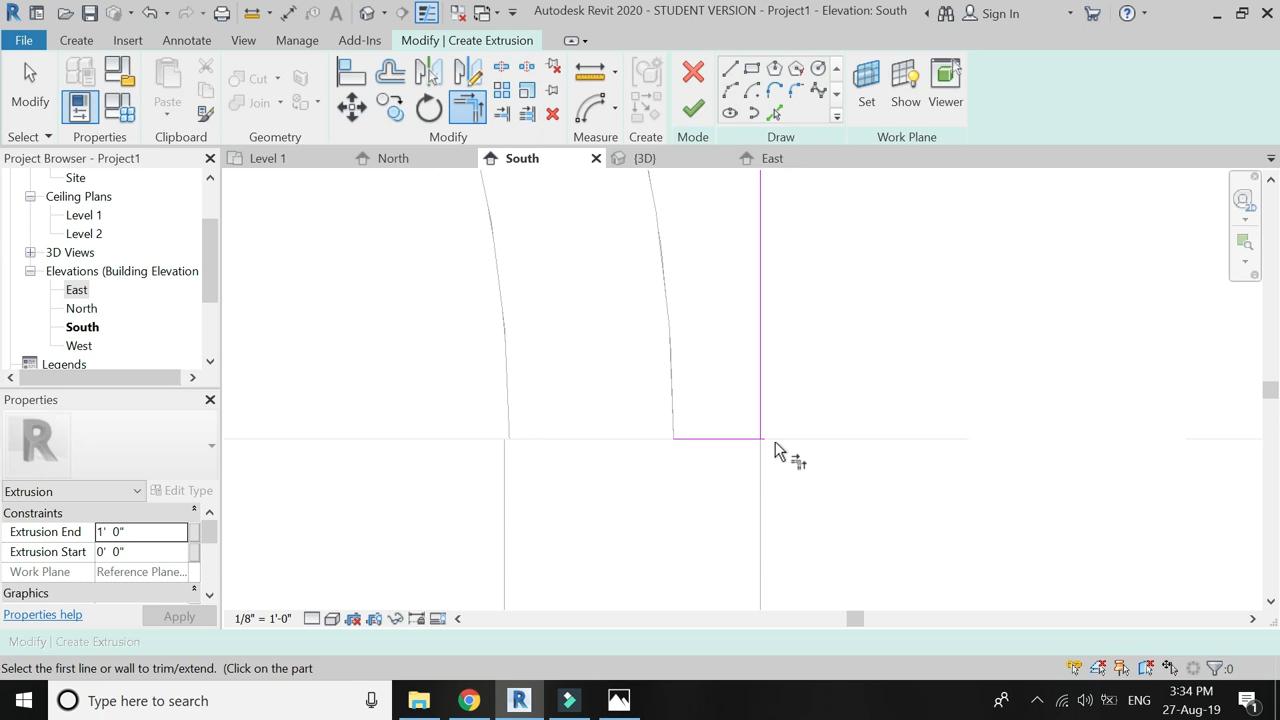 Autodesk Revit 2020 - STUDENT VERSION - Project1 - Elevation: South
Sign In
File
Create
Insert
Annotate
View
Manage
Add-Ins
Modify | Create Extrusion
Modify
Paste
Cut
Join
Set
Show
Viewer
Select
Properties
Clipboard
Geometry
Modify
Measure
Create
Mode
Draw
Work Plane
Project Browser - Project1
Level 1
North
South
{3D}
East
Site
Ceiling Plans
Level 1
Level 2
3D Views
Elevations (Building Elevation
East
North
South
West
Legends
Properties
Extrusion
Edit Type
Constraints
Extrusion End
1' 0"
Extrusion Start
0' 0"
Work Plane
Reference Plane...
Graphics
Properties help
Apply
1/8" = 1'-0"
Modify | Create Extrusion
Select the first line or wall to trim/extend. (Click on the part
:0
Type here to search
ENG
3:34 PM
27-Aug-19
1